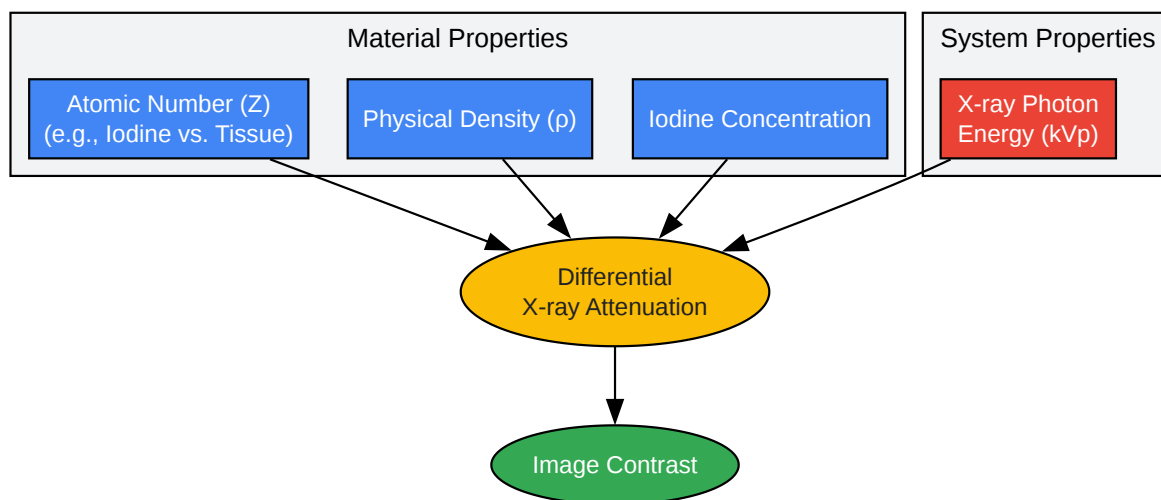 Material Properties
System Properties
Atomic Number (Z)
(e.g., Iodine vs. Tissue)
Physical Density (ρ)
Iodine Concentration
X-ray Photon
Energy (kVp)
Differential
X-ray Attenuation
Image Contrast